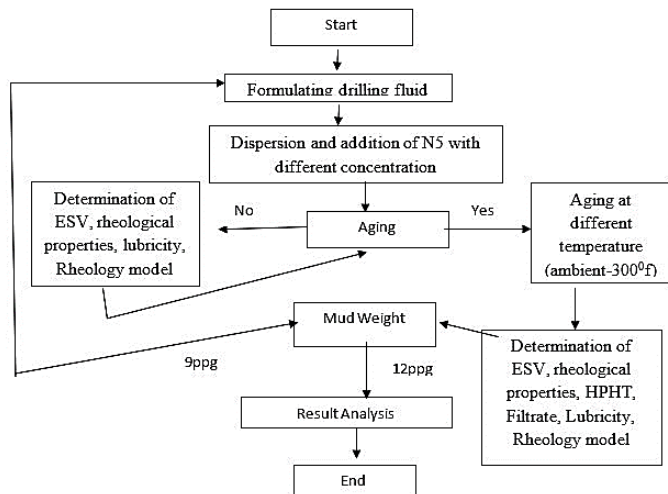 Start
Formulating drilling fluid
Dispersion and addition of N5 with
different concentration
Determination of
ESV, rheological
properties, lubricity,
Rheology model
No
Aging
Yes
Aging at
different
temperature
(ambient-300⁰f)
Mud Weight
9ppg
12ppg
Determination of
ESV, rheological
properties, HPHT,
Filtrate, Lubricity,
Rheology model
Result Analysis
End